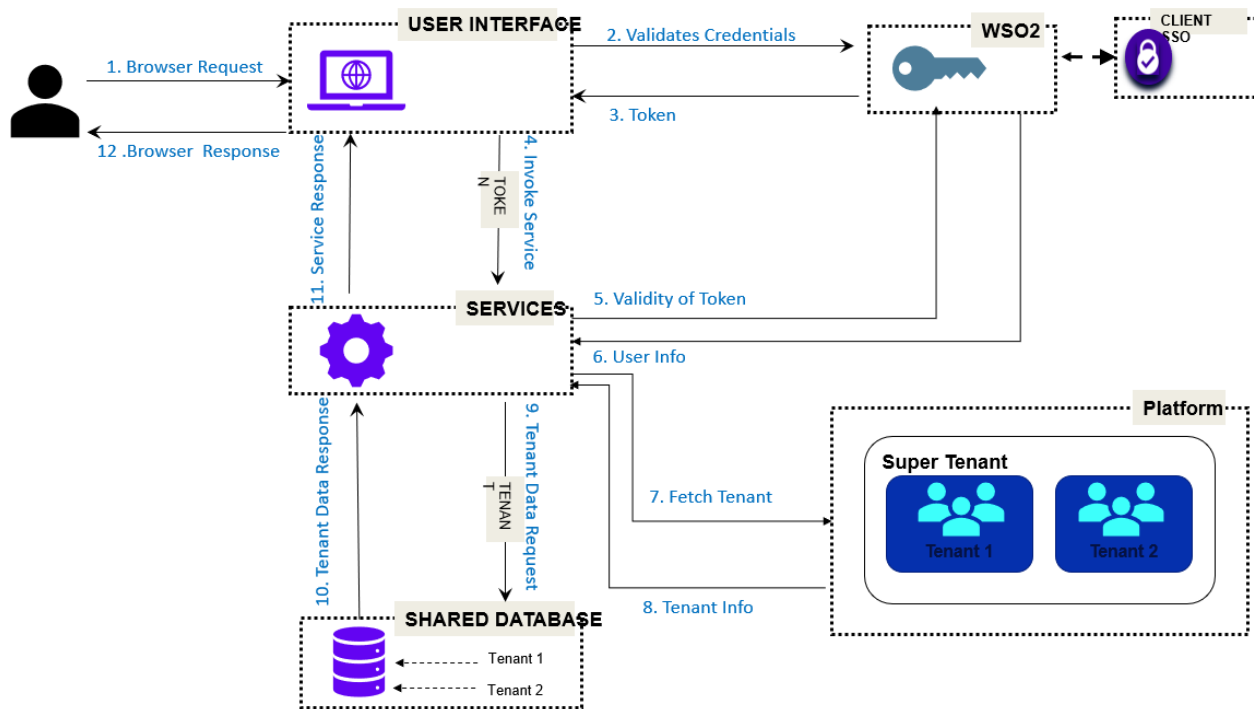 USER INTERFACE
WSO2
CLIENT
SSO
1. Browser Request
2. Validates Credentials
3. Token
12 .Browser  Response
4. Invoke Service
TOKE
N
11. Service Response
SERVICES
5. Validity of Token
6. User Info
Platform
Super Tenant
Tenant 1
Tenant 2
7. Fetch Tenant
8. Tenant Info
9. Tenant Data Request
TENAN
T
10. Tenant Data Response
SHARED DATABASE
Tenant 1
Tenant 2